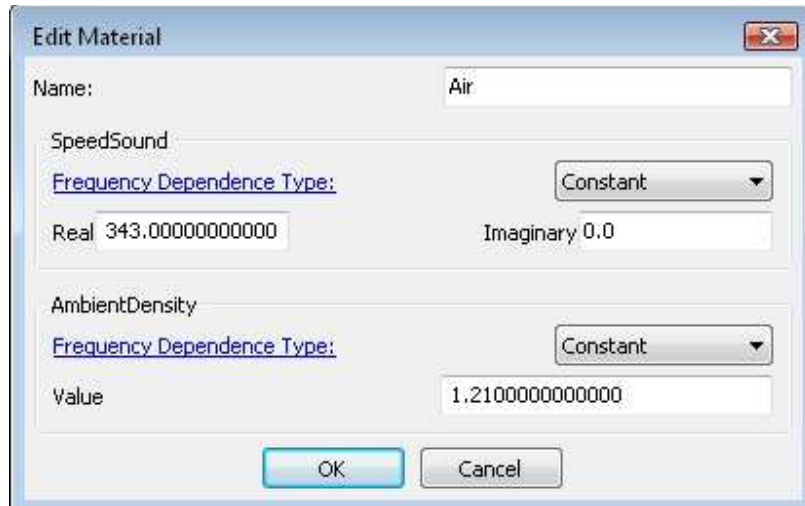 Edit Material
Name: Air
SpeedSound
Frequency Dependence Type: Constant
Real 343.00000000000 Imaginary 0.0
AmbientDensity
Frequency Dependence Type: Constant
Value 1.2100000000000
OK Cancel